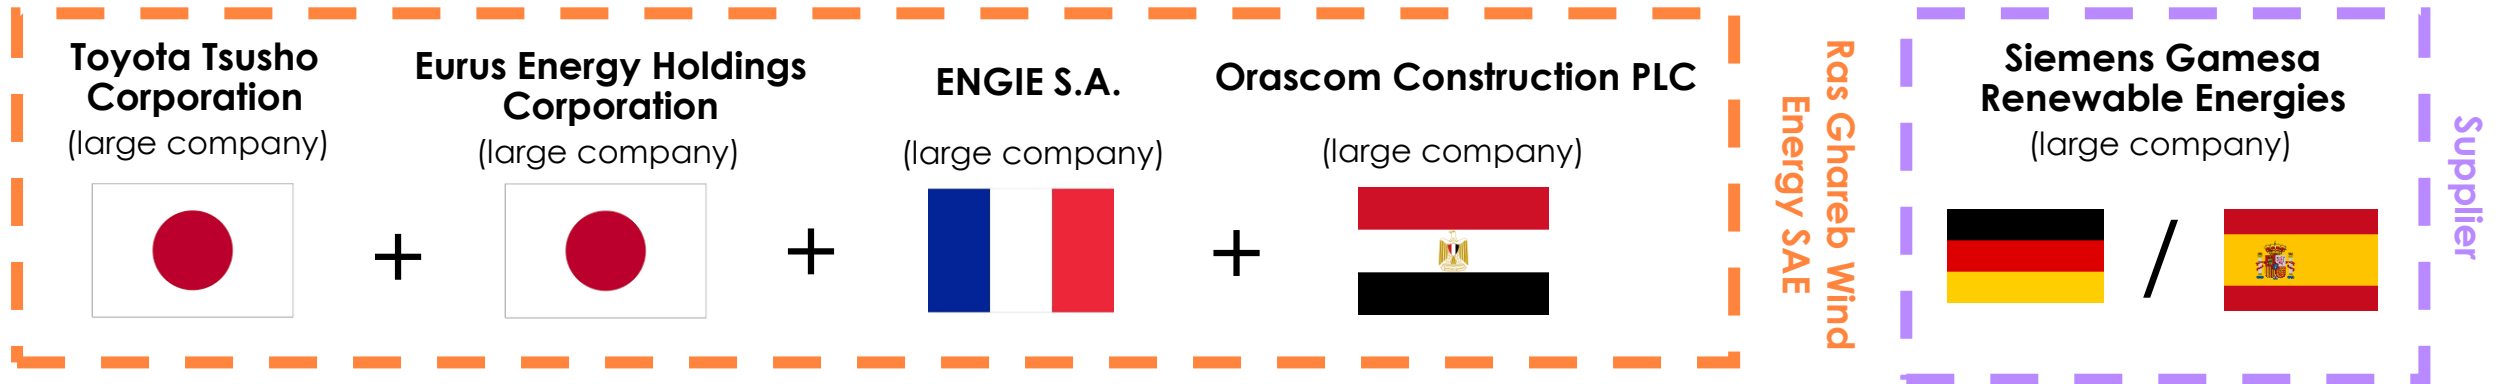 Toyota Tsusho
Corporation
(large company)
+
Eurus Energy Holdings
Corporation
(large company)
+
ENGIE S.A.
(large company)
+
Orascom Construction PLC
(large company)
Ras Ghareb Wind
Energy SAE
Siemens Gamesa
Renewable Energies
(large company)
/
Supplier